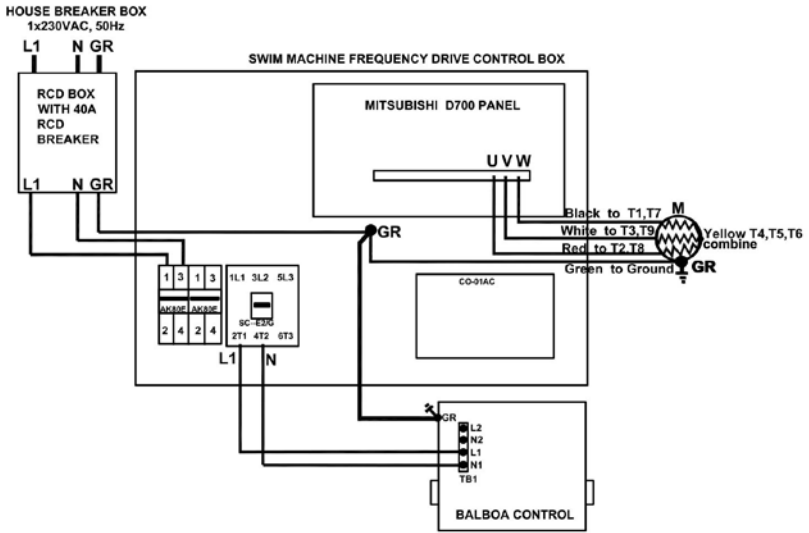 HOUSE BREAKER BOX
1x230VAC, 50Hz
L1 N GR
SWIM MACHINE FREQUENCY DRIVE CONTROL BOX
RCD BOX
WITH 40A
RCD
BREAKER
MITSUBISHI D700 PANEL
U V W
L1 N GR
Black to T1,T7
M
White to T3,T9
Yellow T4,T5,T6
combine
Red to T2,T8
GR
Green to Ground
GR
1 3 1 3
1L1 3L2 5L3
CO-01AC
AK80E AK80E
SC-E2/G
2 4 2 4
2T1 4T2 6T3
L1 N
GR
L2
N2
L1
N1
TB1
BALBOA CONTROL